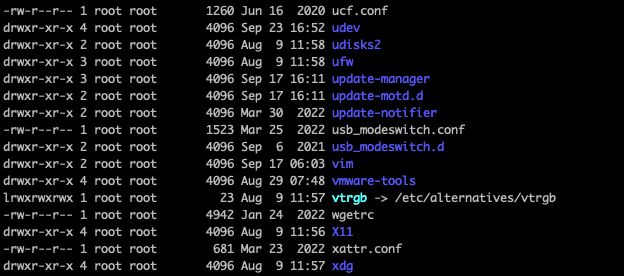 -rw-r--r-- 1 root root       1260 Jun 16  2020 ucf.conf
drwxr-xr-x 4 root root       4096 Sep 23 16:52 udev
drwxr-xr-x 2 root root       4096 Aug  9 11:58 udisks2
drwxr-xr-x 3 root root       4096 Aug  9 11:58 ufw
drwxr-xr-x 3 root root       4096 Sep 17 16:11 update-manager
drwxr-xr-x 2 root root       4096 Sep 17 16:11 update-motd.d
drwxr-xr-x 2 root root       4096 Mar 30  2022 update-notifier
-rw-r--r-- 1 root root       1523 Mar 25  2022 usb_modeswitch.conf
drwxr-xr-x 2 root root       4096 Sep  6  2021 usb_modeswitch.d
drwxr-xr-x 2 root root       4096 Sep 17 06:03 vim
drwxr-xr-x 4 root root       4096 Aug 29 07:48 vmware-tools
lrwxrwxrwx 1 root root         23 Aug  9 11:57 vtrgb -> /etc/alternatives/vtrgb
-rw-r--r-- 1 root root       4942 Jan 24  2022 wgetrc
drwxr-xr-x 4 root root       4096 Aug  9 11:56 X11
-rw-r--r-- 1 root root        681 Mar 23  2022 xattr.conf
drwxr-xr-x 4 root root       4096 Aug  9 11:57 xdg